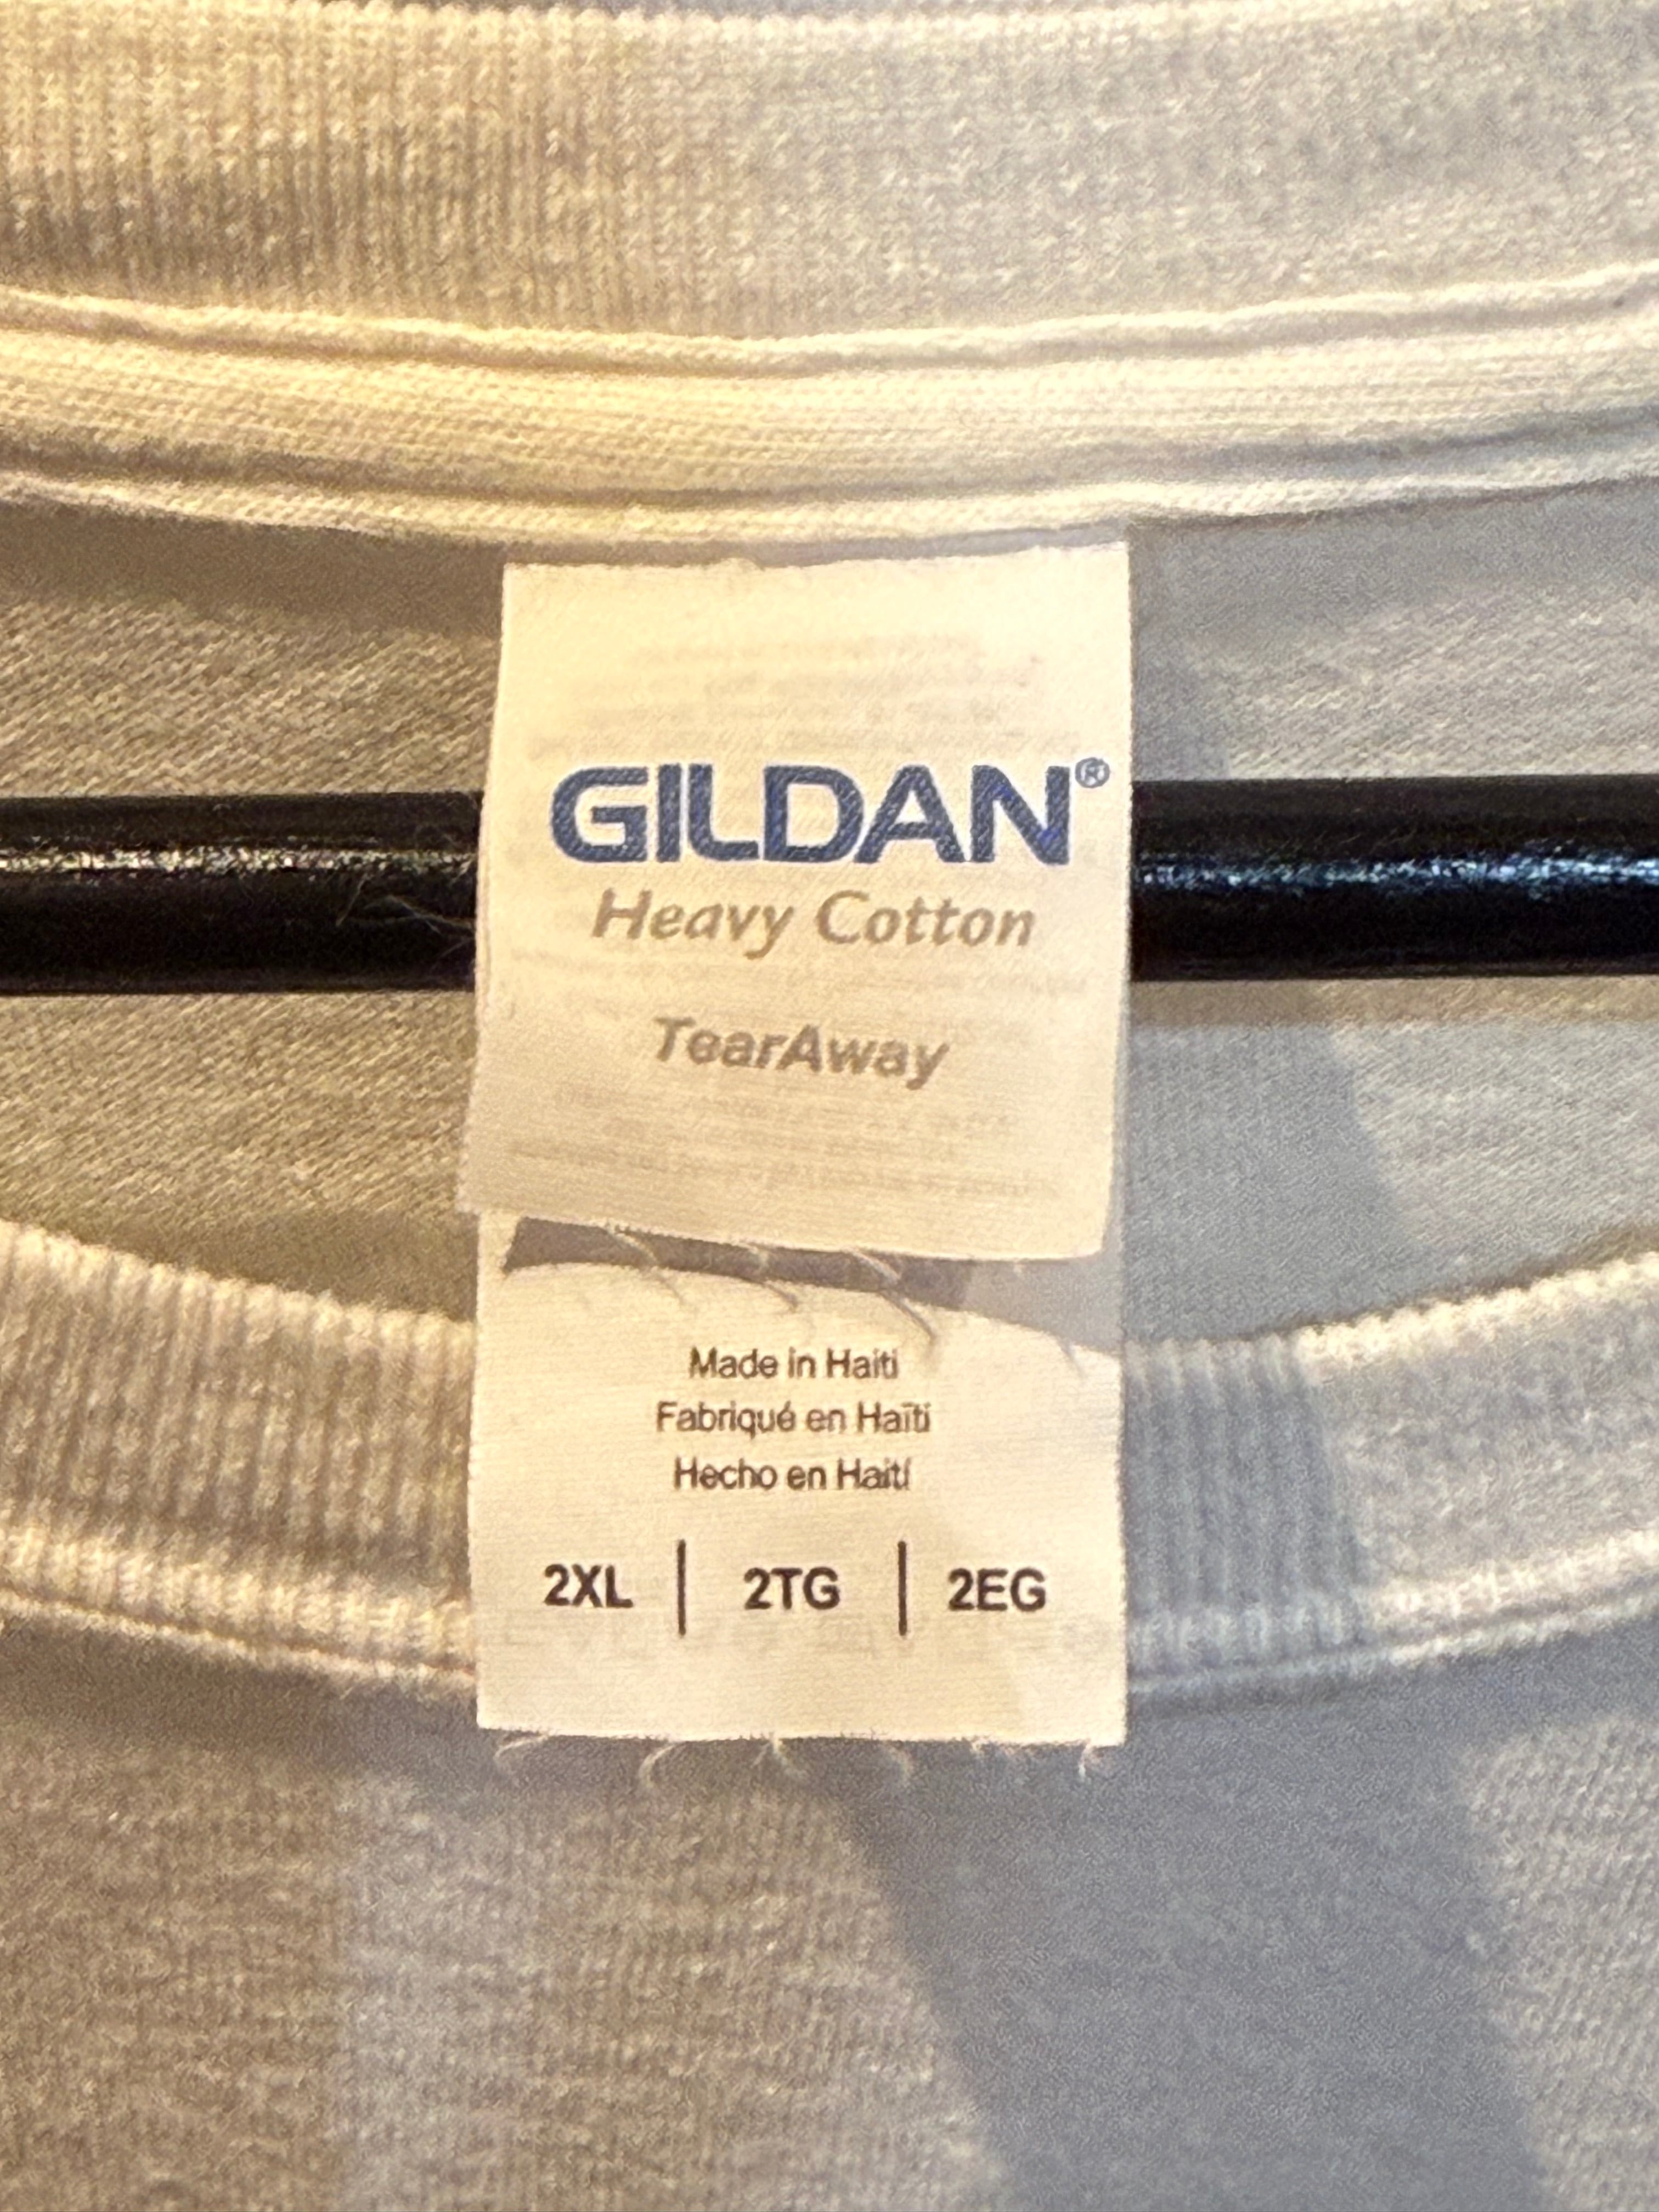 GILDAN®
Heavy Cotton
TearAway
Made in Haiti
Fabriqué en Haïti
Hecho en Haití
2XL | 2TG | 2EG